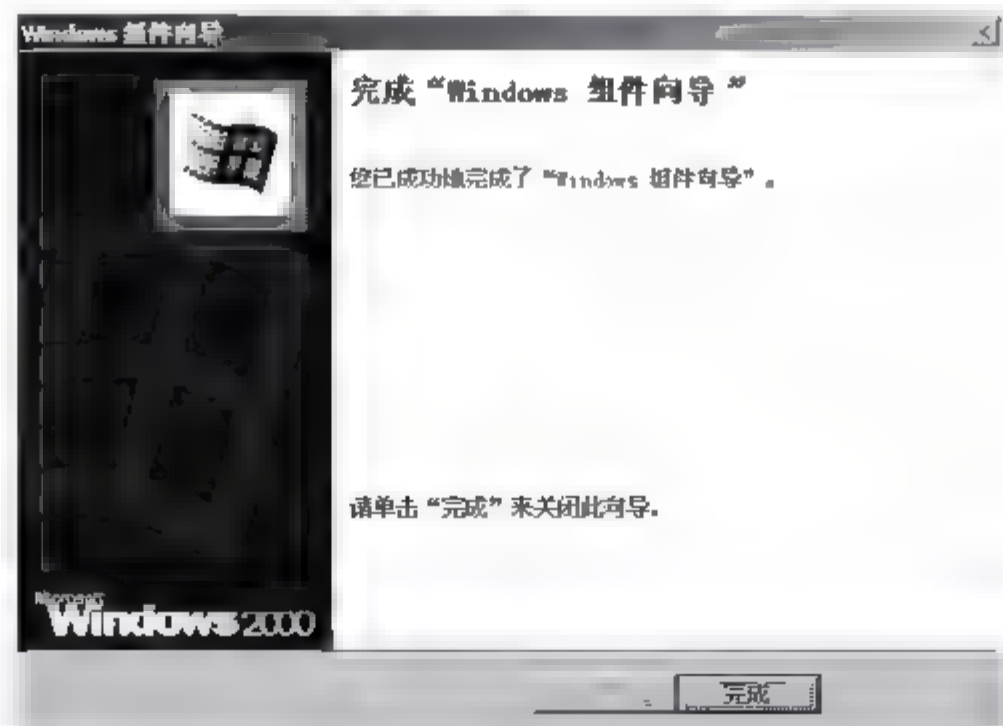 Windows 组件向导
完成“Windows 组件向导”
您已成功地完成了“Windows 组件向导”。
请单击“完成”来关闭此向导。
Microsoft
Windows 2000
完成